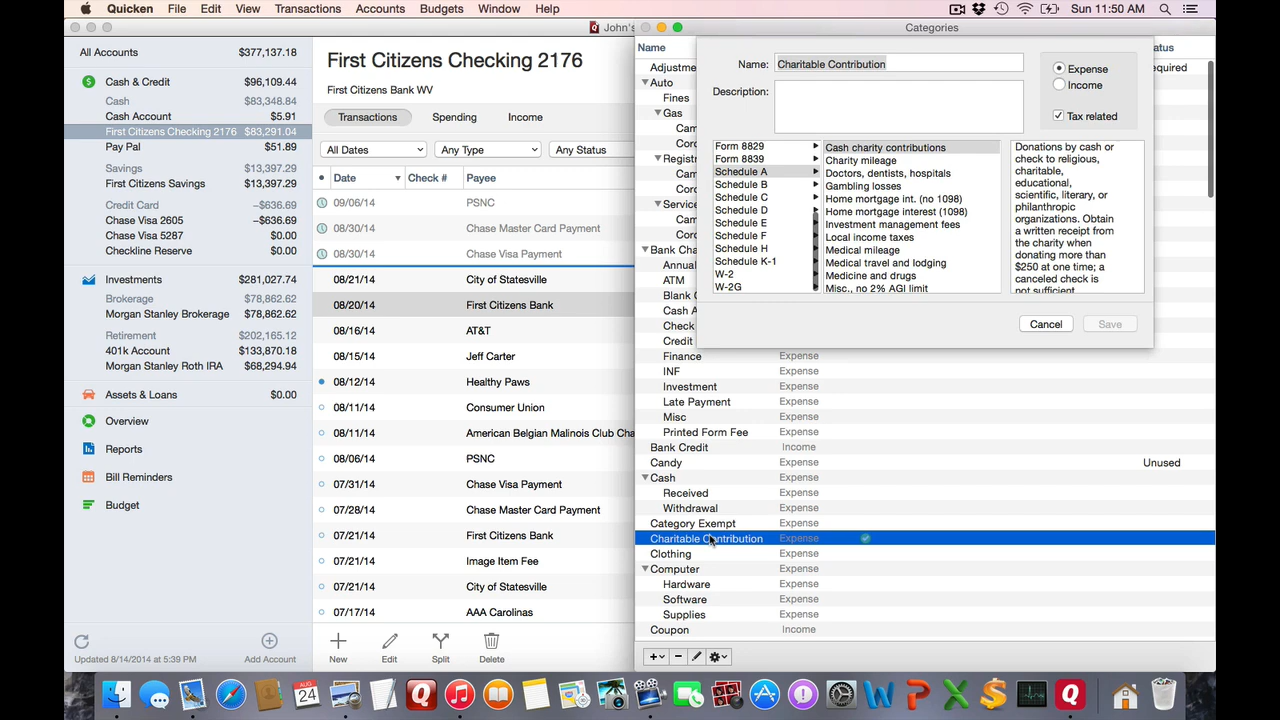 Quicken File Edit View Transactions Accounts Budgets Window Help Sun 11:50 AM
John's
Categories
All Accounts $377,137.18
Cash & Credit $96,109.44
Cash $83,348.84
Cash Account $5.91
First Citizens Checking 2176 $83,291.04
Pay Pal $51.89
Savings $13,397.29
First Citizens Savings $13,397.29
Credit Card -$636.69
Chase Visa 2605 -$636.69
Chase Visa 5287 $0.00
Checkline Reserve $0.00
Investments $281,027.74
Brokerage $78,862.62
Morgan Stanley Brokerage $78,862.62
Retirement $202,165.12
401k Account $133,870.18
Morgan Stanley Roth IRA $68,294.94
Assets & Loans $0.00
Overview
Reports
Bill Reminders
Budget
Updated 8/14/2014 at 5:39 PM
Add Account
First Citizens Checking 2176
First Citizens Bank WV
Transactions Spending Income
All Dates Any Type Any Status
Date Check # Payee
09/06/14 PSNC
08/30/14 Chase Master Card Payment
08/30/14 Chase Visa Payment
08/21/14 City of Statesville
08/20/14 First Citizens Bank
08/16/14 AT&T
08/15/14 Jeff Carter
08/12/14 Healthy Paws
08/11/14 Consumer Union
08/11/14 American Belgian Malinois Club Cha
08/06/14 PSNC
07/31/14 Chase Visa Payment
07/28/14 Chase Master Card Payment
07/21/14 First Citizens Bank
07/21/14 Image Item Fee
07/21/14 City of Statesville
07/17/14 AAA Carolinas
New Edit Split Delete
Name atus
Adjustme equired
Auto
Fines
Gas
Cam
Coro
Registr
Cam
Coro
Service
Cam
Coro
Bank Cha
Annual
ATM
Blank C
Cash A
Check
Credit
Finance Expense
INF Expense
Investment Expense
Late Payment Expense
Misc Expense
Printed Form Fee Expense
Bank Credit Income
Candy Expense Unused
Cash Expense
Received Expense
Withdrawal Expense
Category Exempt Expense
Charitable Contribution Expense
Clothing Expense
Computer Expense
Hardware Expense
Software Expense
Supplies Expense
Coupon Income
Name: Charitable Contribution
Description:
Expense
Income
Tax related
Form 8829
Form 8839
Schedule A
Schedule B
Schedule C
Schedule D
Schedule E
Schedule F
Schedule H
Schedule K-1
W-2
W-2G
Cash charity contributions
Charity mileage
Doctors, dentists, hospitals
Gambling losses
Home mortgage int. (no 1098)
Home mortgage interest (1098)
Investment management fees
Local income taxes
Medical mileage
Medical travel and lodging
Medicine and drugs
Misc., no 2% AGI limit
Donations by cash or
check to religious,
charitable,
educational,
scientific, literary, or
philanthropic
organizations. Obtain
a written receipt from
the charity when
donating more than
$250 at one time; a
canceled check is
not sufficient
Cancel Save
AUG
24